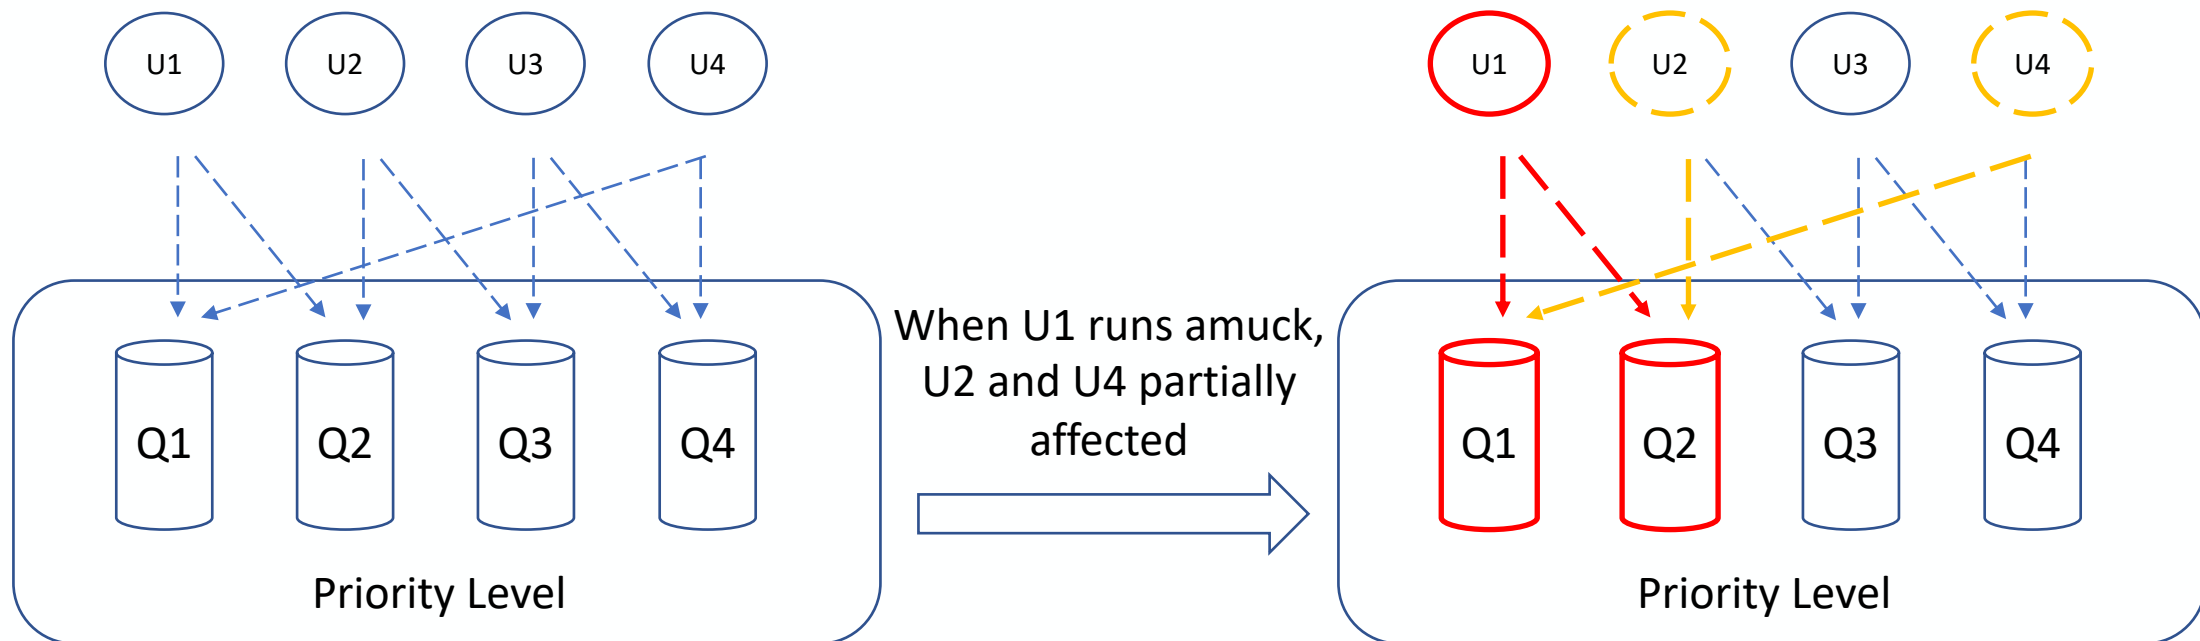 U1
U2
U3
U4
Q1
Q2
Q3
Q4
Priority Level
When U1 runs amuck,
U2 and U4 partially
affected
U1
U2
U3
U4
Q1
Q2
Q3
Q4
Priority Level